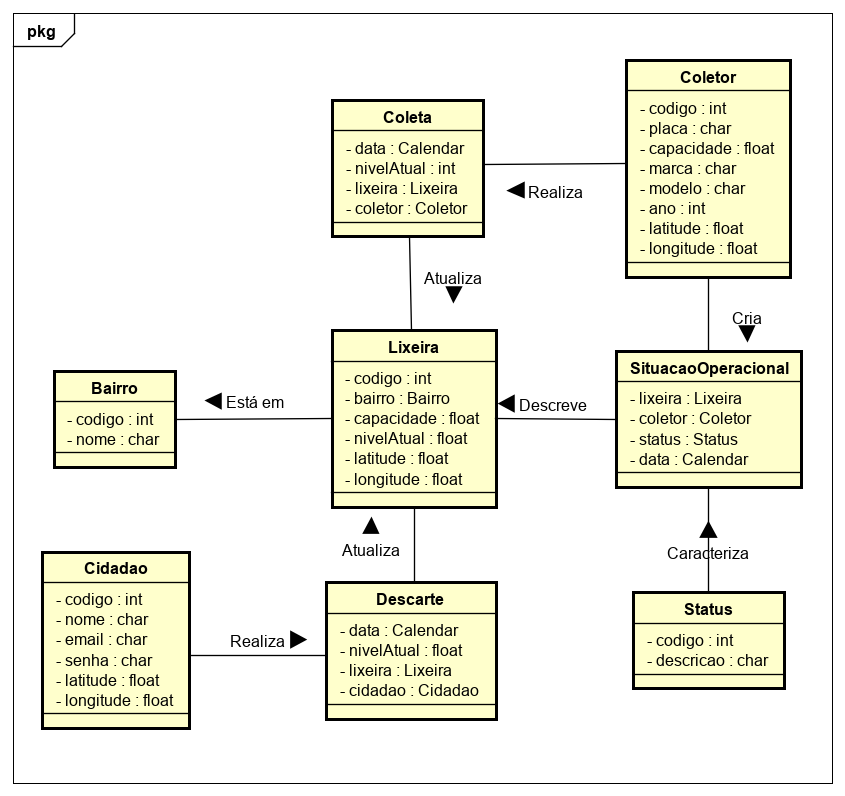 pkg
Coletor
- codigo : int
- placa : char
- capacidade : float
- marca : char
- modelo : char
- ano : int
- latitude : float
- longitude : float
Coleta
- data : Calendar
- nivelAtual : int
- lixeira : Lixeira
- coletor : Coletor
Realiza
Atualiza
Cria
Lixeira
- codigo : int
- bairro : Bairro
- capacidade : float
- nivelAtual : float
- latitude : float
- longitude : float
SituacaoOperacional
- lixeira : Lixeira
- coletor : Coletor
- status : Status
- data : Calendar
Bairro
- codigo : int
- nome : char
Está em
Descreve
Atualiza
Caracteriza
Cidadao
- codigo : int
- nome : char
- email : char
- senha : char
- latitude : float
- longitude : float
Realiza
Descarte
- data : Calendar
- nivelAtual : float
- lixeira : Lixeira
- cidadao : Cidadao
Status
- codigo : int
- descricao : char